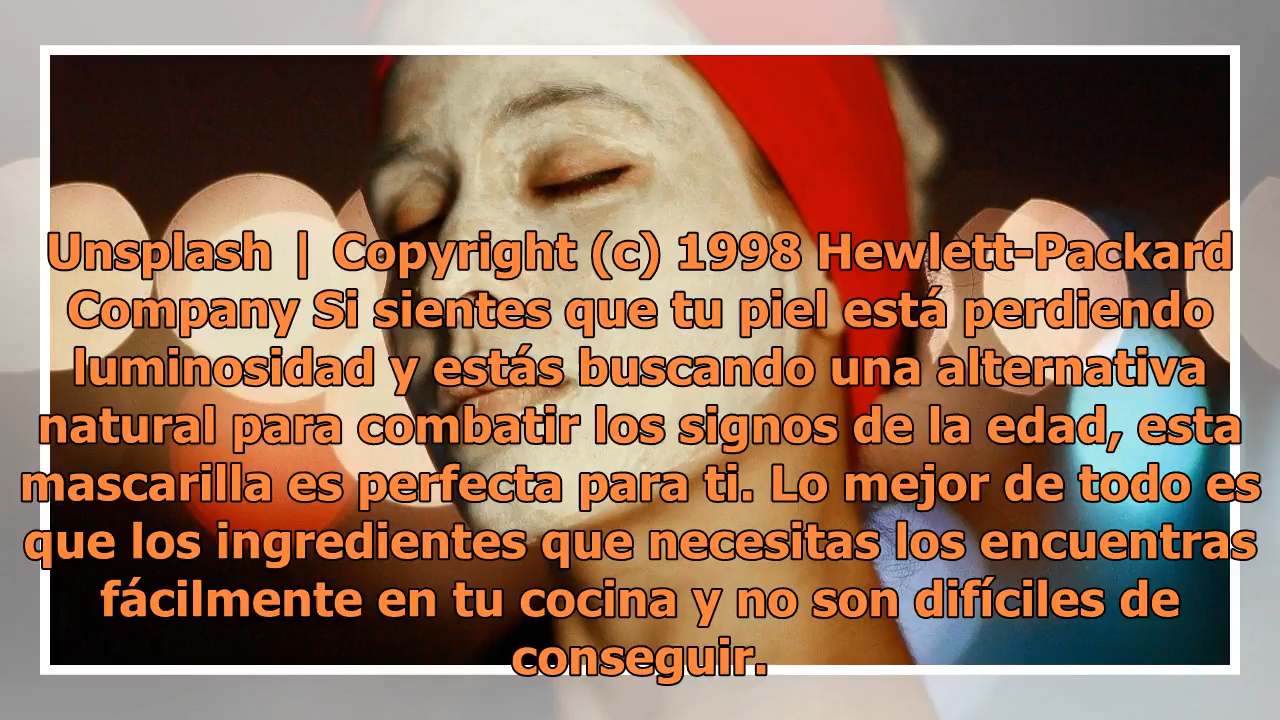 Unsplash | Copyright (c) 1998 Hewlett-Packard
Company Si sientes que tu piel está perdiendo
luminosidad y estás buscando una alternativa
natural para combatir los signos de la edad, esta
mascarilla es perfecta para ti. Lo mejor de todo es
que los ingredientes que necesitas los encuentras
fácilmente en tu cocina y no son difíciles de
conseguir.